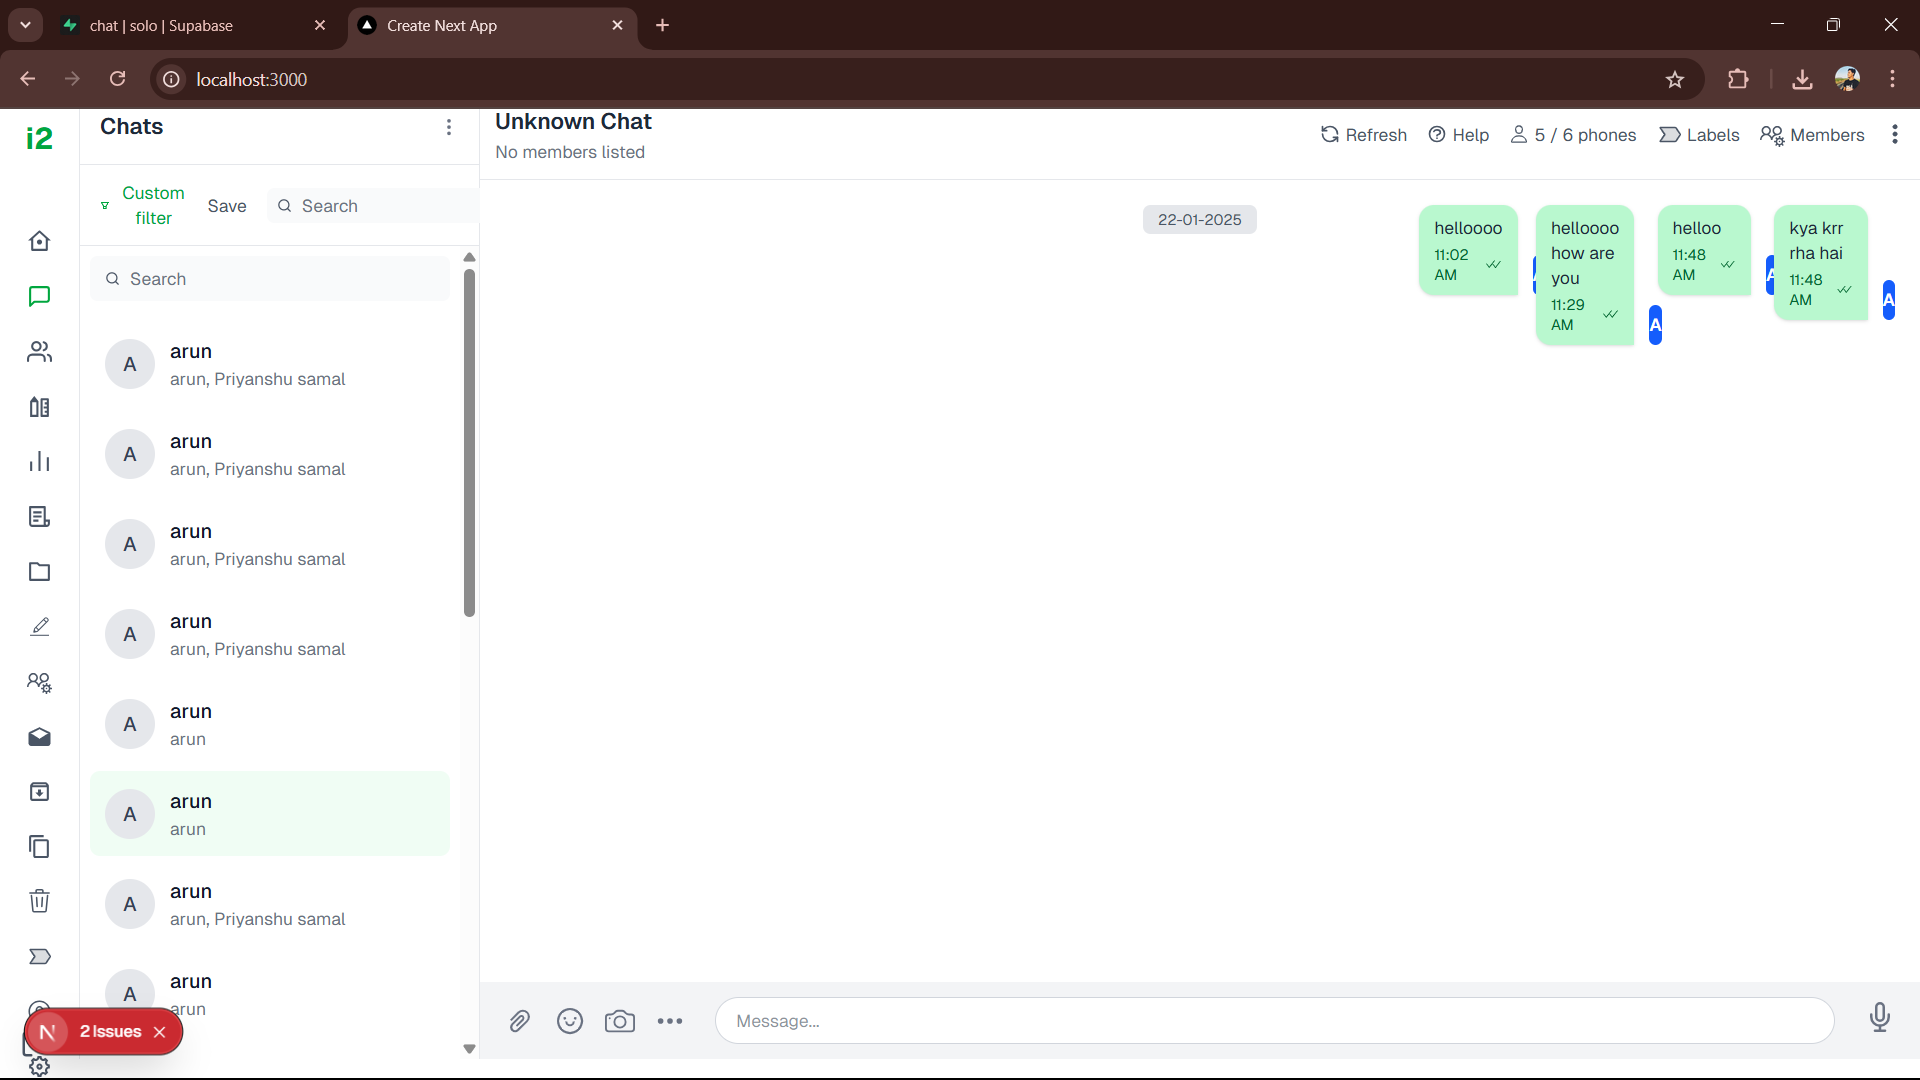 chat | solo | Supabase
Create Next App
localhost:3000
i2
Chats
Custom
filter
Save
Search
Search
A
arun
arun, Priyanshu samal
A
arun
arun, Priyanshu samal
A
arun
arun, Priyanshu samal
A
arun
arun, Priyanshu samal
A
arun
arun
A
arun
arun
A
arun
arun, Priyanshu samal
A
arun
arun
N
2 Issues
Unknown Chat
No members listed
Refresh
Help
5 / 6 phones
Labels
Members
22-01-2025
helloooo
11:02
AM
helloooo
how are
you
11:29
AM
A
helloo
11:48
AM
A
kya krr
rha hai
11:48
AM
A
Message...